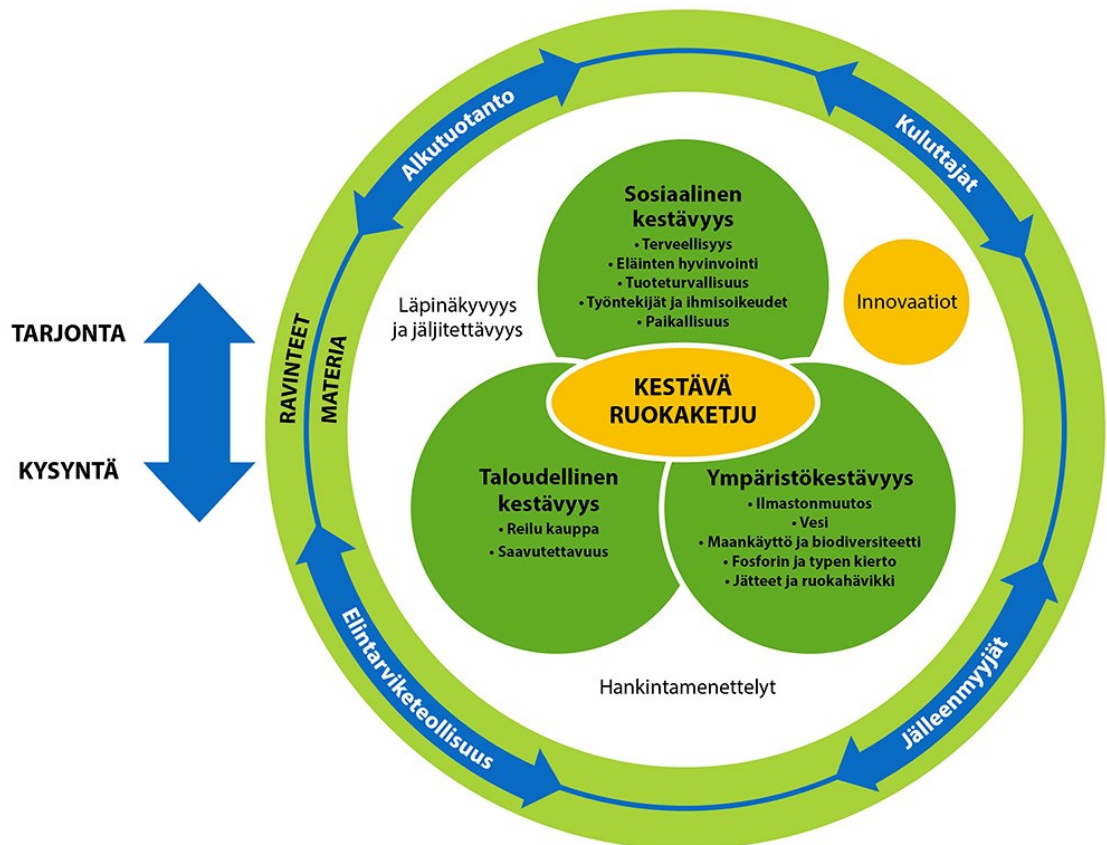 Alkutuotanto
Kuluttajat
Sosiaalinen
kestävyys
• Terveellisyys
• Eläinten hyvinvointi
• Tuoteturvallisuus
• Työntekijät ja ihmisoikeudet
• Paikallisuus
Innovaatiot
Läpinäkyvyys
ja jäljitettävyys
TARJONTA
KYSYNTÄ
RAVINTEET
MATERIA
KESTÄVÄ
RUOKAKETJU
Taloudellinen
kestävyys
• Reilu kauppa
• Saavutettavuus
Ympäristökestävyys
• Ilmastonmuutos
• Vesi
• Maankäyttö ja biodiversiteetti
• Fosforin ja typen kierto
• Jätteet ja ruokahävikki
Hankintamenettelyt
Elintarviketeollisuus
Jälleenmyyjät